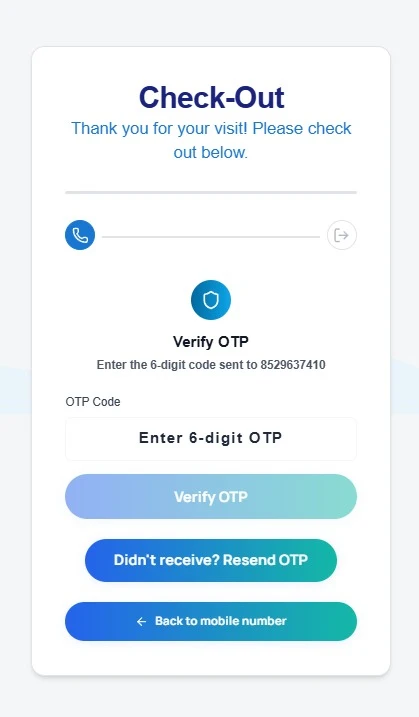 Check-Out
Thank you for your visit! Please check
out below.
Verify OTP
Enter the 6-digit code sent to 8529637410
OTP Code
Enter 6-digit OTP
Verify OTP
Didn't receive? Resend OTP
← Back to mobile number